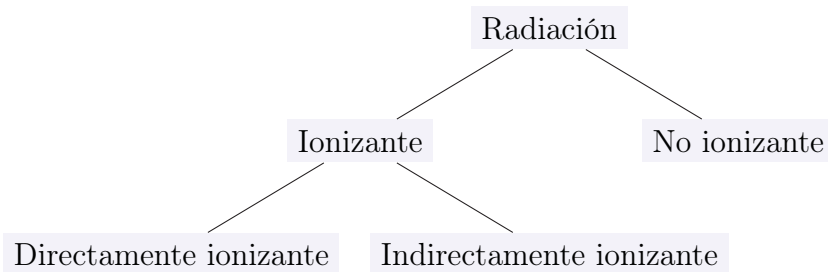 Radiación
Ionizante
No ionizante
Directamente ionizante
Indirectamente ionizante